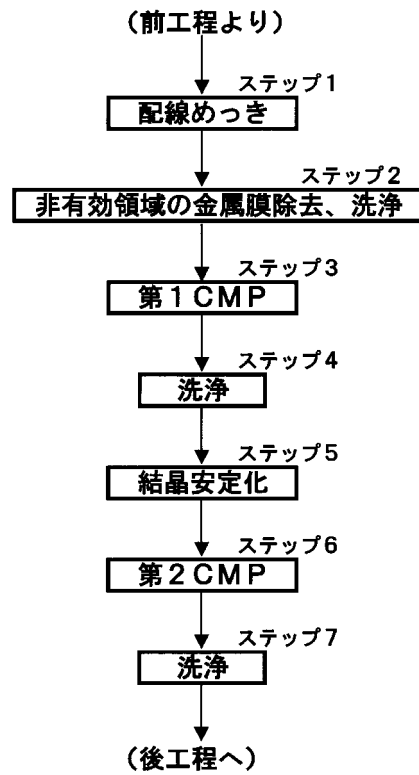 (前工程より)
ステップ1
配線めっき
ステップ2
非有効領域の金属膜除去、洗浄
ステップ3
第1CMP
ステップ4
洗浄
ステップ5
結晶安定化
ステップ6
第2CMP
ステップ7
洗浄
(後工程へ)